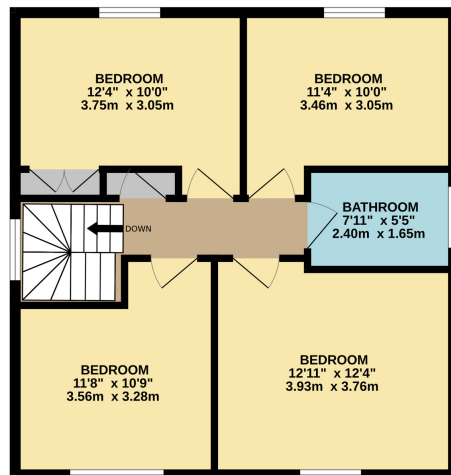 BEDROOM
12'4" x 10'0"
3.75m x 3.05m
BEDROOM
11'4" x 10'0"
3.46m x 3.05m
BATHROOM
7'11" x 5'5"
2.40m x 1.65m
DOWN
BEDROOM
11'8" x 10'9"
3.56m x 3.28m
BEDROOM
12'11" x 12'4"
3.93m x 3.76m